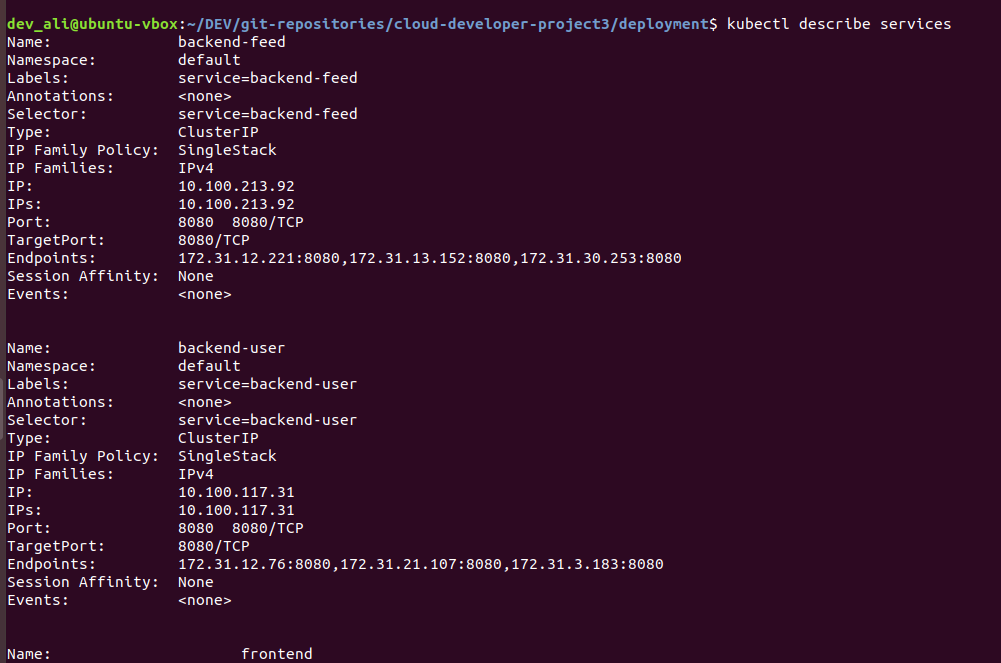 dev_ali@ubuntu-vbox:~/DEV/git-repositories/cloud-developer-project3/deployment$ kubectl describe services
Name:              backend-feed
Namespace:         default
Labels:            service=backend-feed
Annotations:       <none>
Selector:          service=backend-feed
Type:              ClusterIP
IP Family Policy:  SingleStack
IP Families:       IPv4
IP:                10.100.213.92
IPs:               10.100.213.92
Port:              8080  8080/TCP
TargetPort:        8080/TCP
Endpoints:         172.31.12.221:8080,172.31.13.152:8080,172.31.30.253:8080
Session Affinity:  None
Events:            <none>
Name:              backend-user
Namespace:         default
Labels:            service=backend-user
Annotations:       <none>
Selector:          service=backend-user
Type:              ClusterIP
IP Family Policy:  SingleStack
IP Families:       IPv4
IP:                10.100.117.31
IPs:               10.100.117.31
Port:              8080  8080/TCP
TargetPort:        8080/TCP
Endpoints:         172.31.12.76:8080,172.31.21.107:8080,172.31.3.183:8080
Session Affinity:  None
Events:            <none>
Name:                     frontend